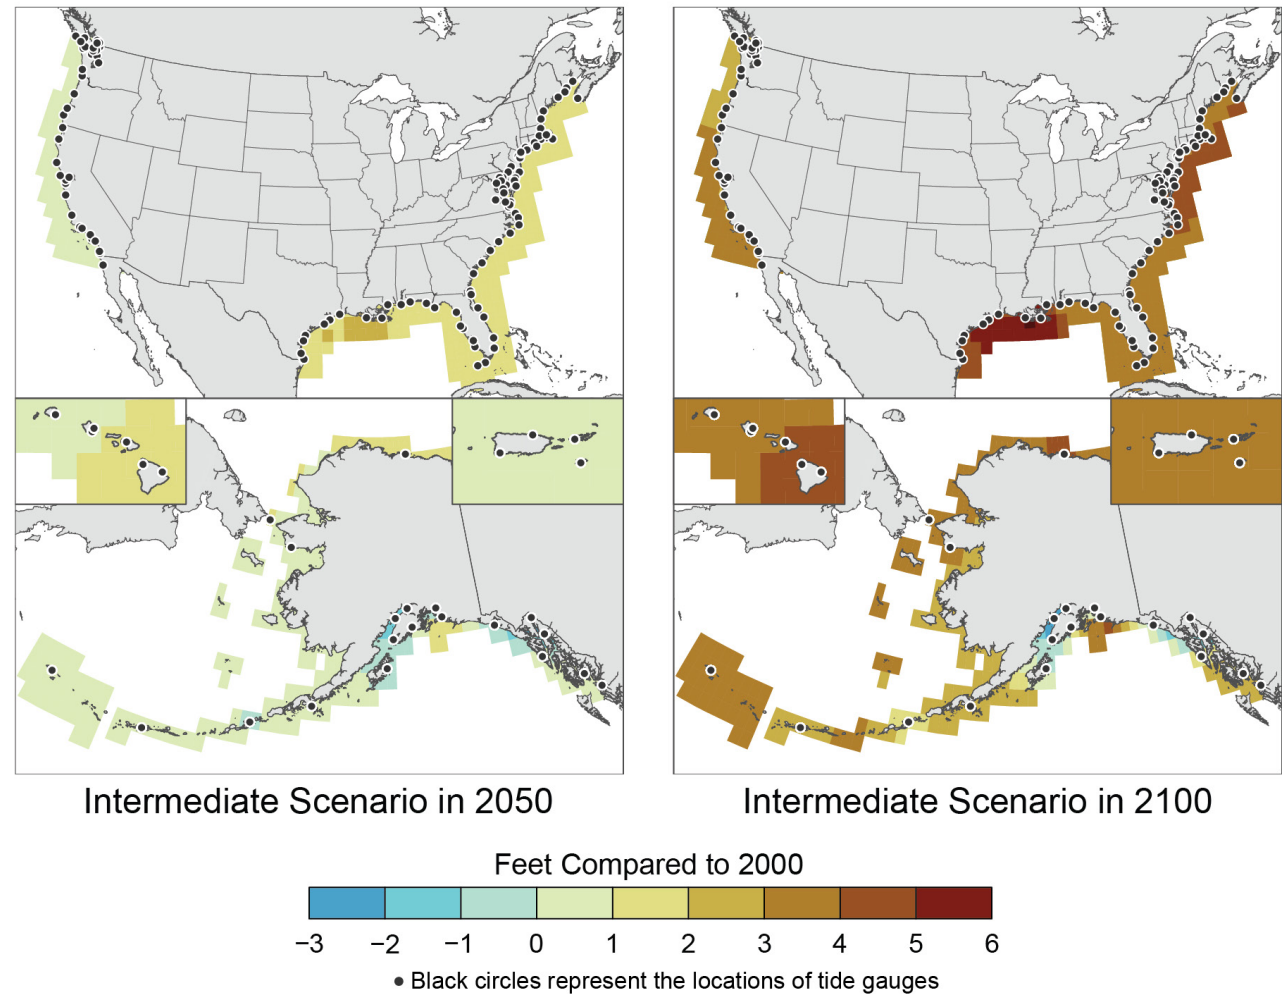 Intermediate Scenario in 2050
Intermediate Scenario in 2100
Feet Compared to 2000
−3 −2 −1 0 1 2 3 4 5 6
Black circles represent the locations of tide gauges